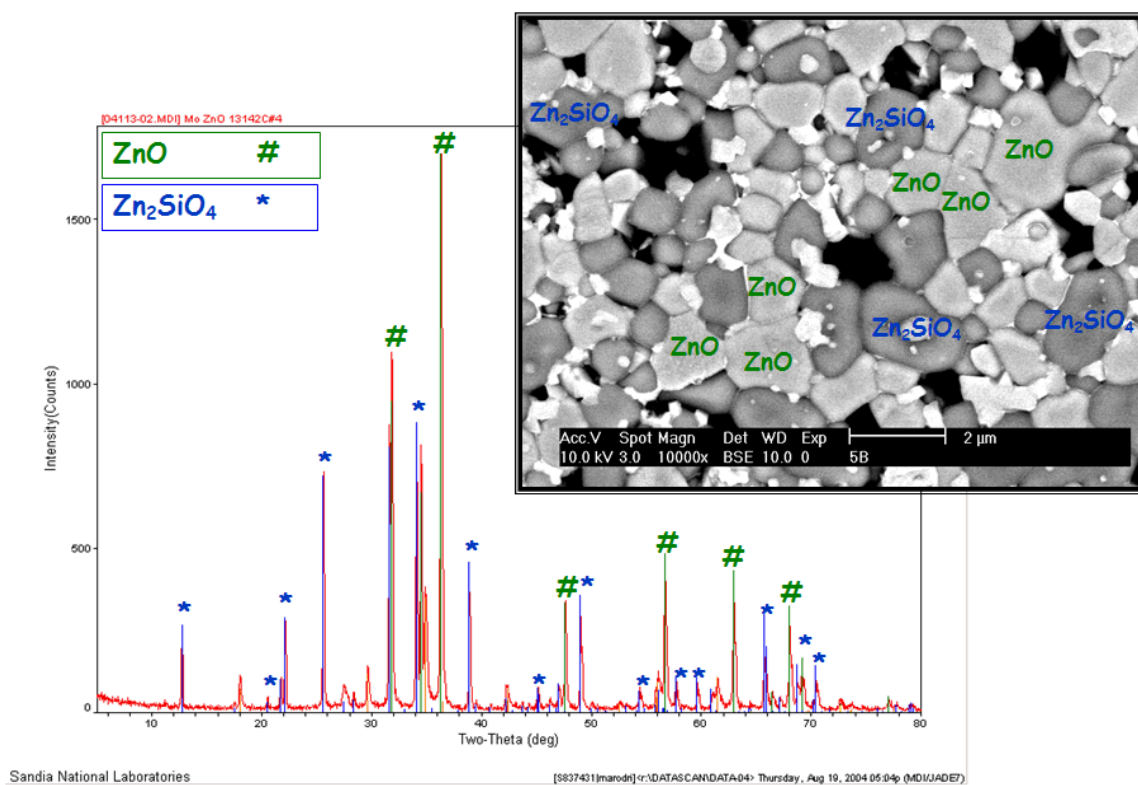 [04113-02.MDI] Mo ZnO 13142C#4
ZnO #
Zn₂SiO₄ *
Intensity(Counts)
1500
1000
500
0
10 20 30 40 50 60 70 80
Two-Theta (deg)
# # # # # #
* * * * * * * * * * * * * *
Zn₂SiO₄ Zn₂SiO₄ ZnO
ZnO ZnO
ZnO
ZnO ZnO Zn₂SiO₄ Zn₂SiO₄
Acc.V Spot Magn Det WD Exp 2 µm
10.0 kV 3.0 10000x BSE 10.0 0 5B
Sandia National Laboratories
[S837431|marodri]<r:\DATASCAN\DATA-04> Thursday, Aug 19, 2004 05:04p (MDI/JADE7)